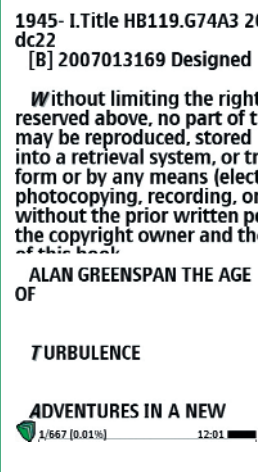 1945- I.Title HB119.G74A3 20
dc22
[B] 2007013169 Designed
Without limiting the right
reserved above, no part of t
may be reproduced, stored
into a retrieval system, or tr
form or by any means (elect
photocopying, recording, or
without the prior written pe
the copyright owner and the
of this book
ALAN GREENSPAN THE AGE
OF
TURBULENCE
ADVENTURES IN A NEW
1/667 [0.01%] 12:01